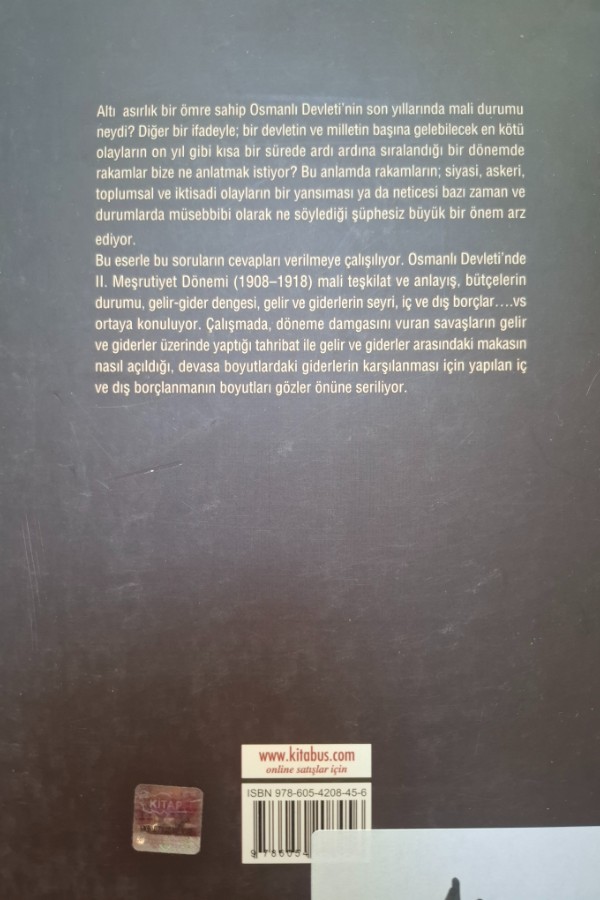 Altı asırlık bir ömre sahip Osmanlı Devleti'nin son yıllarında mali durumu
neydi? Diğer bir ifadeyle; bir devletin ve milletin başına gelebilecek en kötü
olayların on yıl gibi kısa bir sürede ardı ardına sıralandığı bir dönemde
rakamlar bize ne anlatmak istiyor? Bu anlamda rakamların; siyasi, askeri,
toplumsal ve iktisadi olayların bir yansıması ya da neticesi bazı zaman ve
durumlarda müsebbibi olarak ne söylediği şüphesiz büyük bir önem arz
ediyor.
Bu eserle bu soruların cevapları verilmeye çalışılıyor. Osmanlı Devleti'nde
II. Meşrutiyet Dönemi (1908–1918) mali teşkilat ve anlayış, bütçelerin
durumu, gelir-gider dengesi, gelir ve giderlerin seyri, iç ve dış borçlar….vs
ortaya konuluyor. Çalışmada, döneme damgasını vuran savaşların gelir
ve giderler üzerinde yaptığı tahribat ile gelir ve giderler arasındaki makasın
nasıl açıldığı, devasa boyutlardaki giderlerin karşılanması için yapılan iç
ve dış borçlanmanın boyutları gözler önüne seriliyor.
www.kitabus.com
online satışlar için
ISBN 978-605-4208-45-6
KİTAP
9 786054